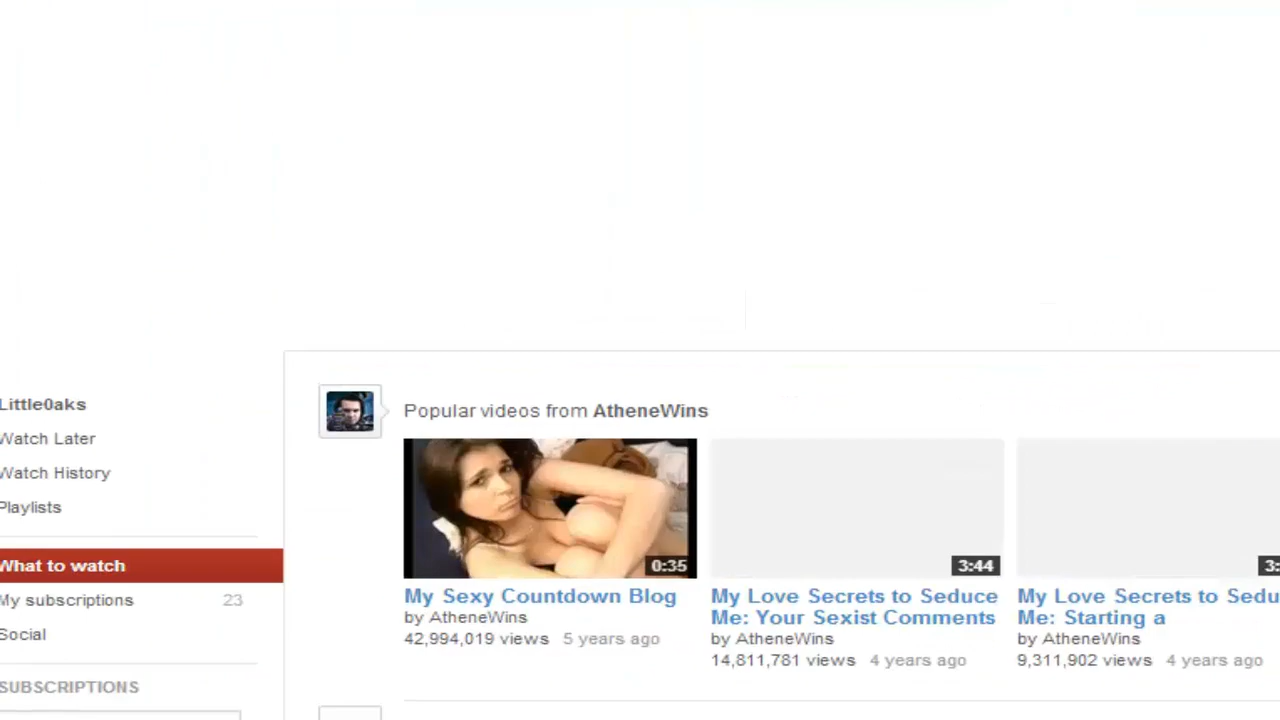 Little0aks
Watch Later
Watch History
Playlists
What to watch
My subscriptions 23
Social
SUBSCRIPTIONS
Popular videos from AtheneWins
0:35
My Sexy Countdown Blog
by AtheneWins
42,994,019 views 5 years ago
3:44
My Love Secrets to Seduce
Me: Your Sexist Comments
by AtheneWins
14,811,781 views 4 years ago
3:
My Love Secrets to Sedu
Me: Starting a
by AtheneWins
9,311,902 views 4 years ago